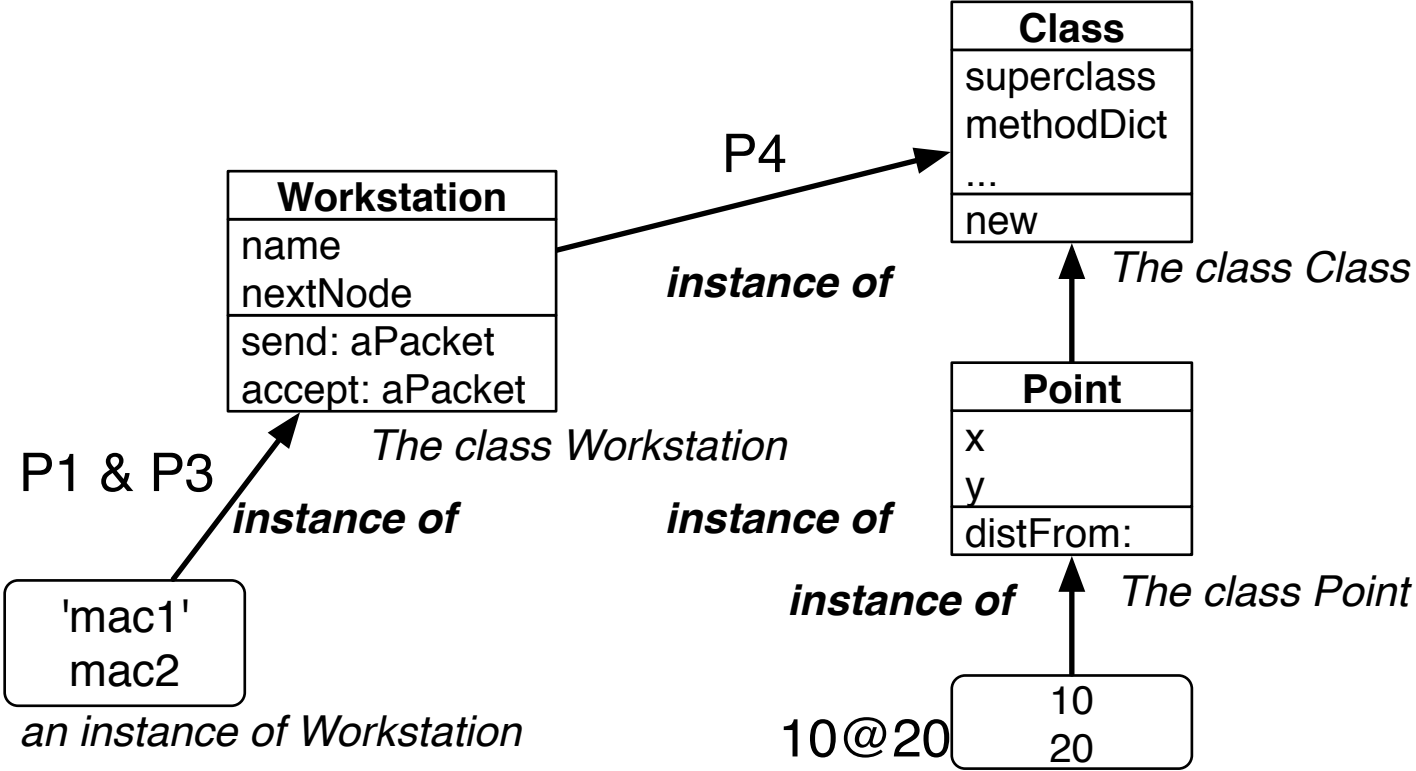 Class
superclass
methodDict
...
new
The class Class
P4
instance of
Workstation
name
nextNode
send: aPacket
accept: aPacket
The class Workstation
P1 & P3
instance of
'mac1'
mac2
an instance of Workstation
instance of
Point
x
y
distFrom:
The class Point
instance of
10@20
10
20